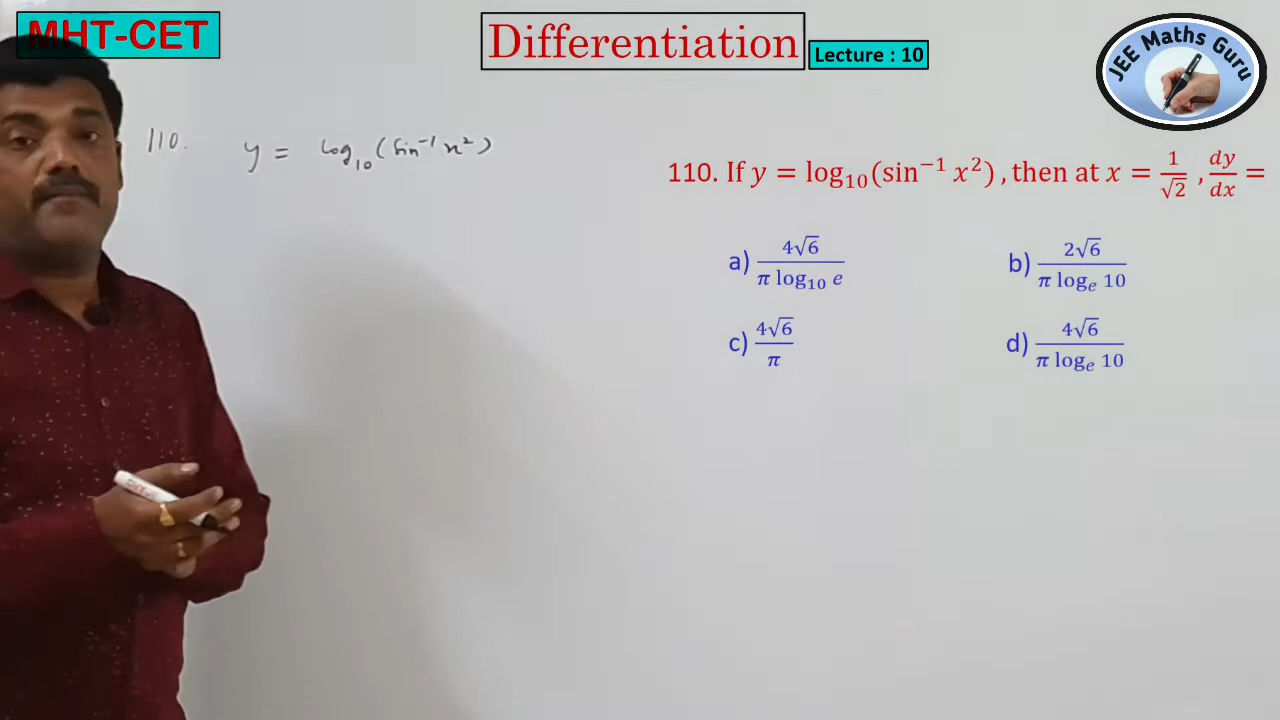 MHT-CET
Differentiation
Lecture : 10
JEE Maths Guru
110. y = log₁₀(sin⁻¹ x²)
110. If y = log₁₀(sin⁻¹ x²) , then at x = 1/√2 , dy/dx =
a) 4√6/(π log₁₀ e) b) 2√6/(π logₑ 10)
c) 4√6/π d) 4√6/(π logₑ 10)